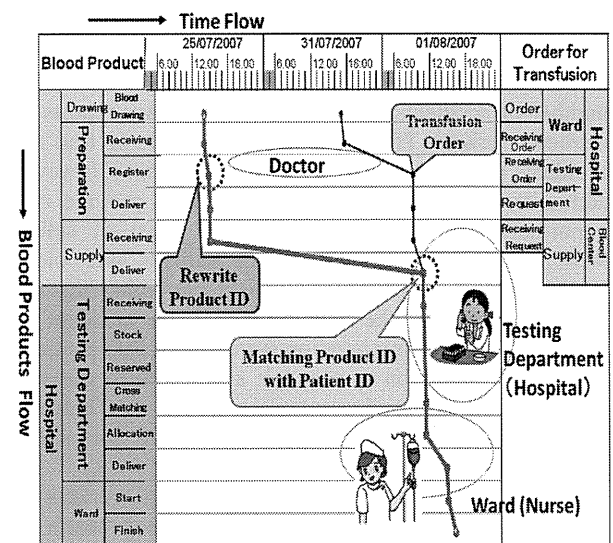 Time Flow
25/07/2007 31/07/2007 01/08/2007
Blood Product
6.00 12.00 18.00 6.00 12.00 18.00 6.00 12.00 18.00
Order for
Transfusion
Drawing
Blood
Drawing
Preparation
Receiving
Register
Deliver
Supply
Receiving
Deliver
Hospital
Testing Department
Receiving
Stock
Reserved
Cross
Matching
Allocation
Deliver
Ward
Start
Finish
Blood Products Flow
Doctor
Transfusion
Order
Rewrite
Product ID
Matching Product ID
with Patient ID
Testing
Department
(Hospital)
Ward (Nurse)
Order
Receiving
Order
Receiving
Order
Request
Receiving
Request
Ward
Testing
Depart-
ment
Supply
Hospital
Blood
Center